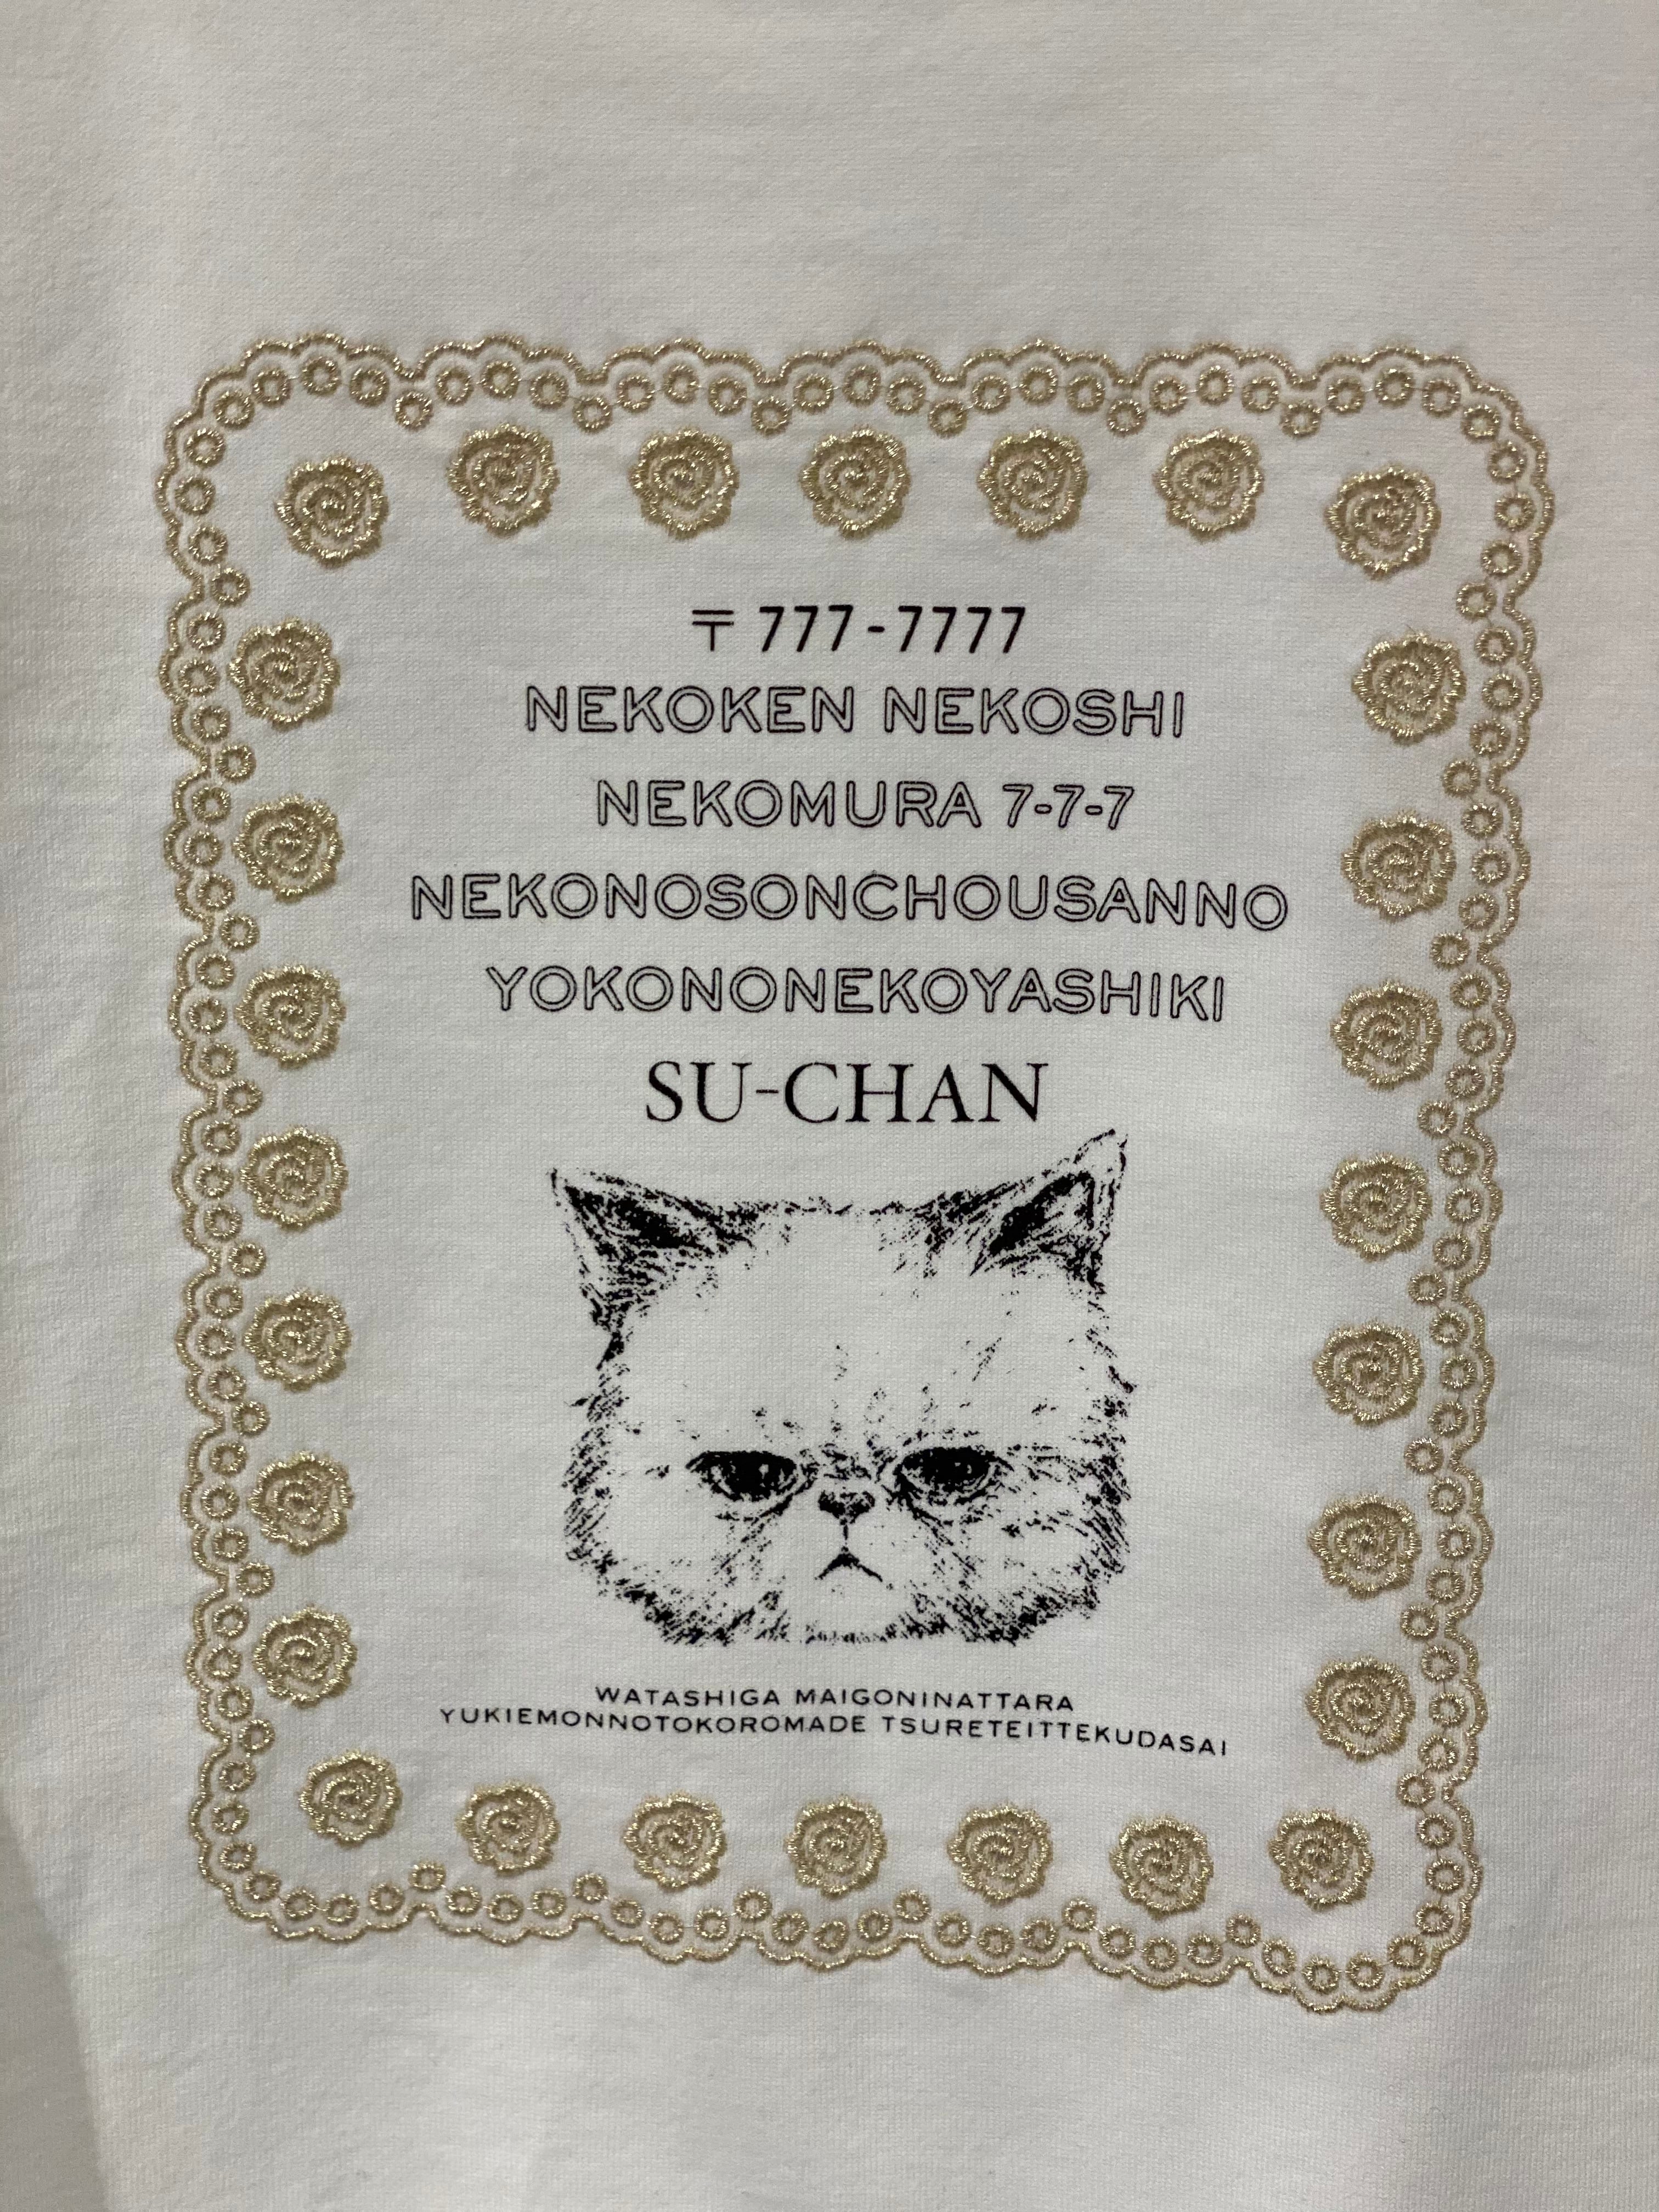 〒777-7777
NEKOKEN NEKOSHI
NEKOMURA 7-7-7
NEKONOSONCHOUSANNO
YOKONONEKOYASHIKI
SU-CHAN
WATASHIGA MAIGONINATTARA
YUKIEMONNOTOKOROMADE TSURETEITTEKUDASAI